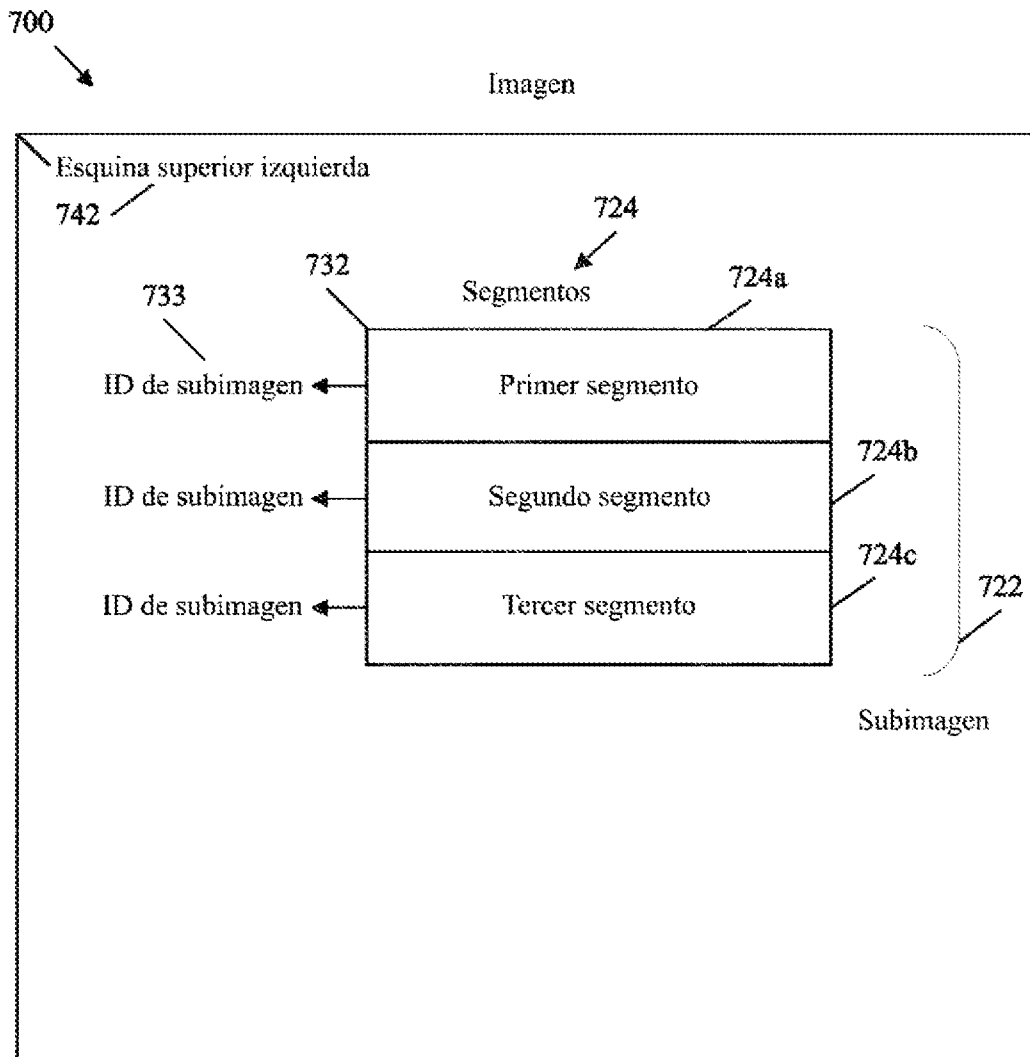 700
Imagen
Esquina superior izquierda
742
724
732
Segmentos
724a
733
ID de subimagen
Primer segmento
724b
ID de subimagen
Segundo segmento
724c
ID de subimagen
Tercer segmento
722
Subimagen